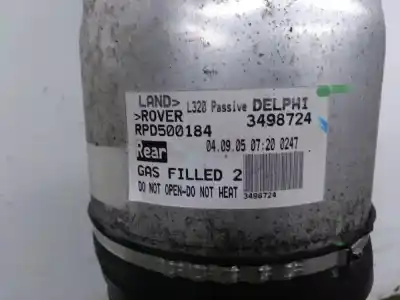 LAND> L320 Passive DELPHI
>ROVER 3498724
RPD500184
Rear 04.09.05 07:20 0247
GAS FILLED 2
DO NOT OPEN-DO NOT HEAT 3498724